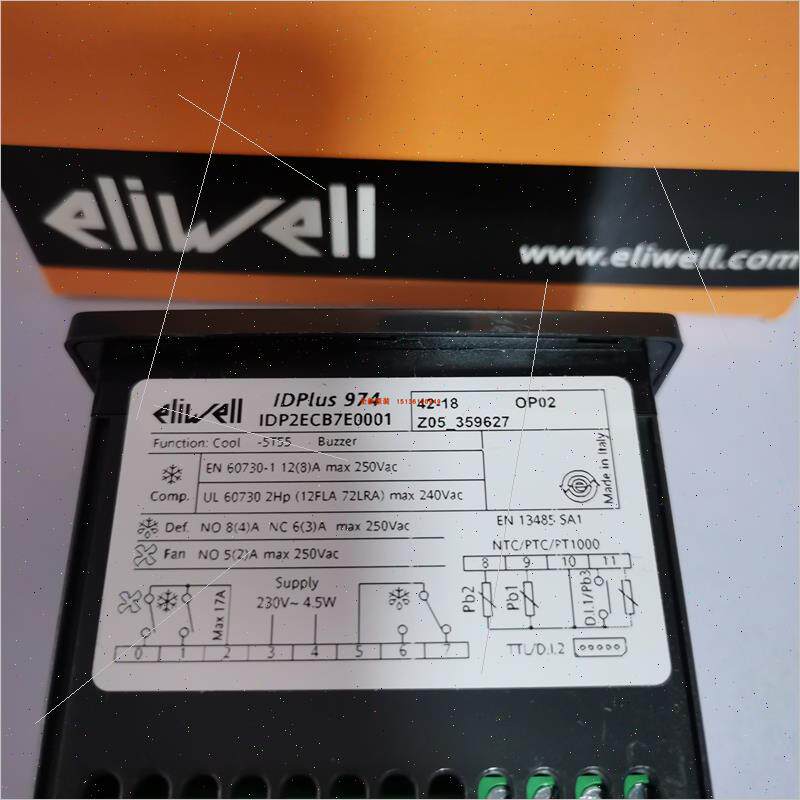 eliwell
www.eliwell.com
eliwell
IDPlus 974
IDP2ECB7E0001
42-18 OP02
Z05_359627
Function: Cool -5T55 Buzzer
Made in Italy
Comp.
EN 60730-1 12(8)A max 250Vac
UL 60730 2Hp (12FLA 72LRA) max 240Vac
Def. NO 8(4)A NC 6(3)A max 250Vac
EN 13485 SA1
Fan NO 5(2)A max 250Vac
NTC/PTC/PT1000
8 9 10 11
Supply
230V~ 4.5W
Max 17A
Pb2
Pb1
D.I.1/Pb3
0 1 2 3 4 5 6 7
TTL/D.I.2